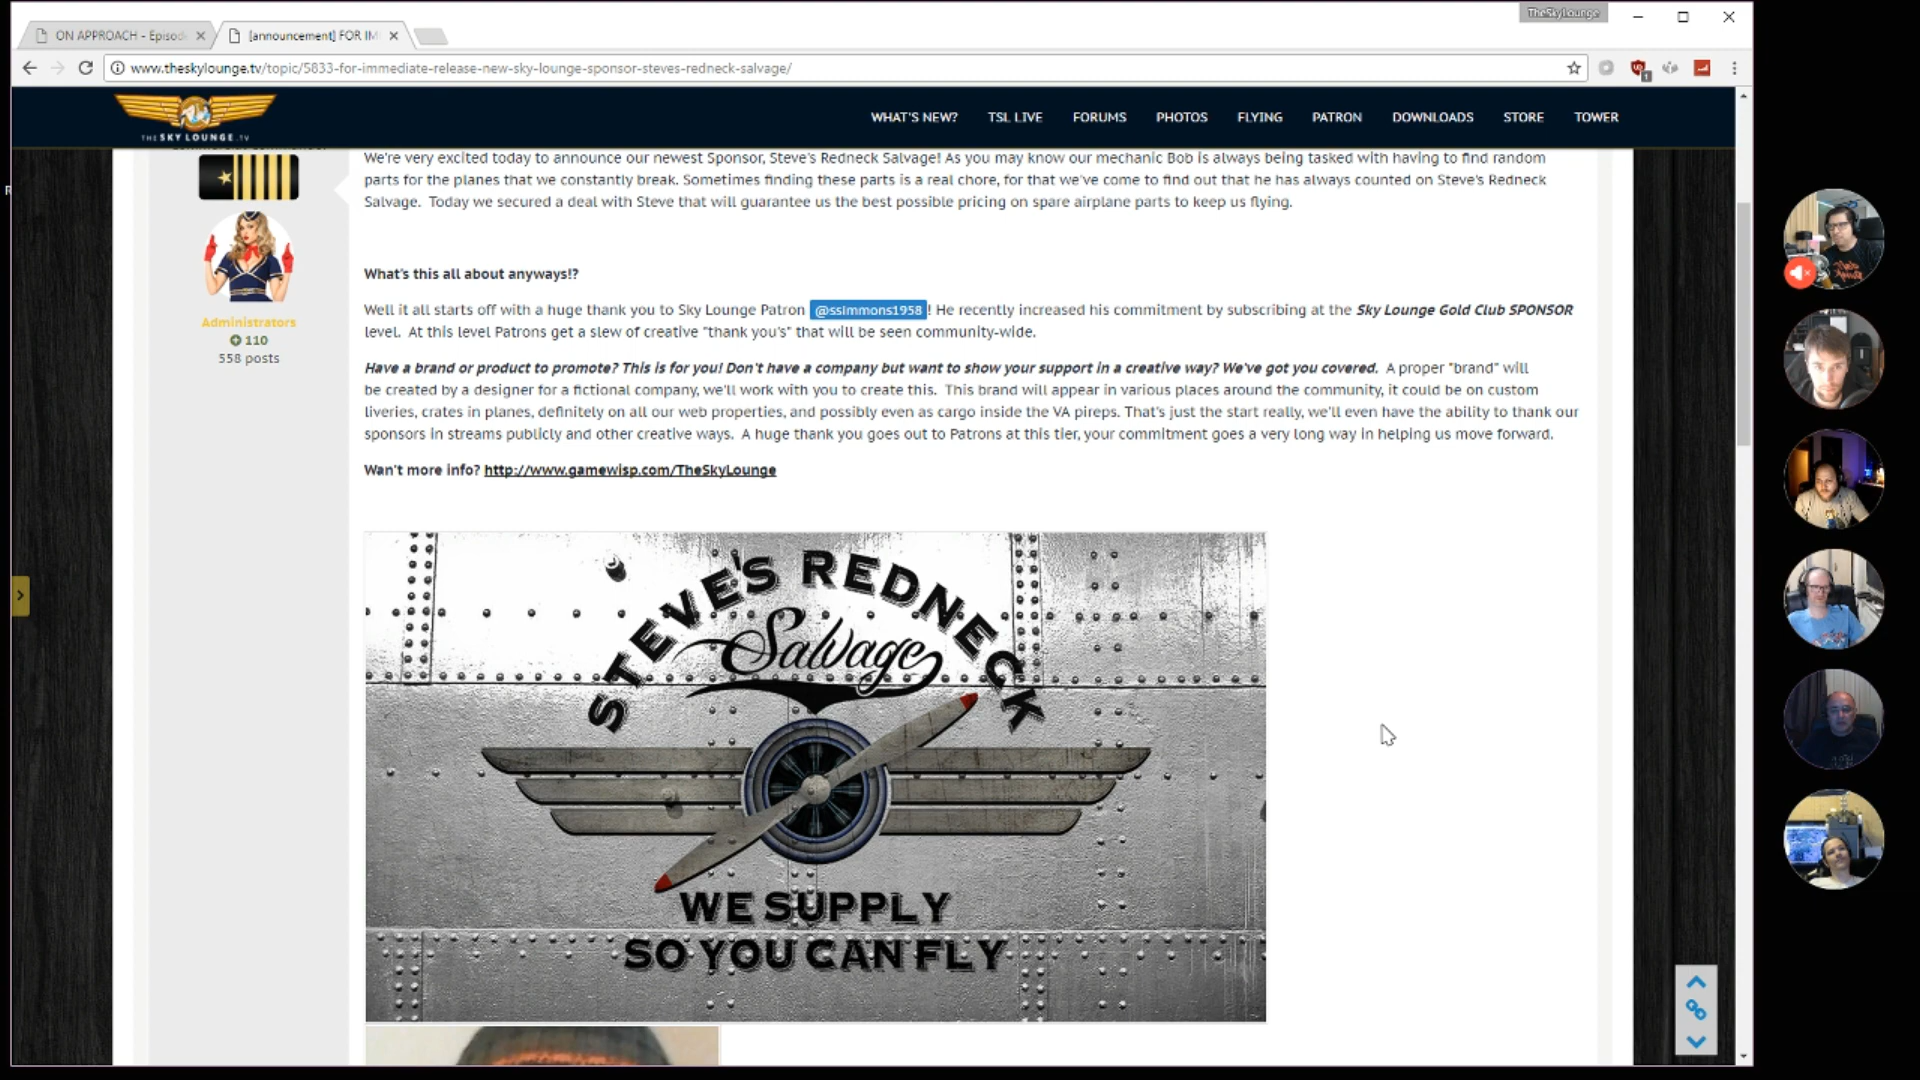 TheSkyLounge
ON APPROACH - Episod
[announcement] FOR IM
www.theskylounge.tv/topic/5833-for-immediate-release-new-sky-lounge-sponsor-steves-redneck-salvage/
THE SKY LOUNGE .TV
WHAT'S NEW? TSL LIVE FORUMS PHOTOS FLYING PATRON DOWNLOADS STORE TOWER
We're very excited today to announce our newest Sponsor, Steve's Redneck Salvage! As you may know our mechanic Bob is always being tasked with having to find random
parts for the planes that we constantly break. Sometimes finding these parts is a real chore, for that we've come to find out that he has always counted on Steve's Redneck
Salvage. Today we secured a deal with Steve that will guarantee us the best possible pricing on spare airplane parts to keep us flying.
Administrators
110
558 posts
What's this all about anyways!?
Well it all starts off with a huge thank you to Sky Lounge Patron @ssimmons1958 ! He recently increased his commitment by subscribing at the Sky Lounge Gold Club SPONSOR
level. At this level Patrons get a slew of creative "thank you's" that will be seen community-wide.
Have a brand or product to promote? This is for you! Don't have a company but want to show your support in a creative way? We've got you covered. A proper "brand" will
be created by a designer for a fictional company, we'll work with you to create this. This brand will appear in various places around the community, it could be on custom
liveries, crates in planes, definitely on all our web properties, and possibly even as cargo inside the VA pireps. That's just the start really, we'll even have the ability to thank our
sponsors in streams publicly and other creative ways. A huge thank you goes out to Patrons at this tier, your commitment goes a very long way in helping us move forward.
Wan't more info? http://www.gamewisp.com/TheSkyLounge
STEVE'S REDNECK
Salvage
WE SUPPLY
SO YOU CAN FLY